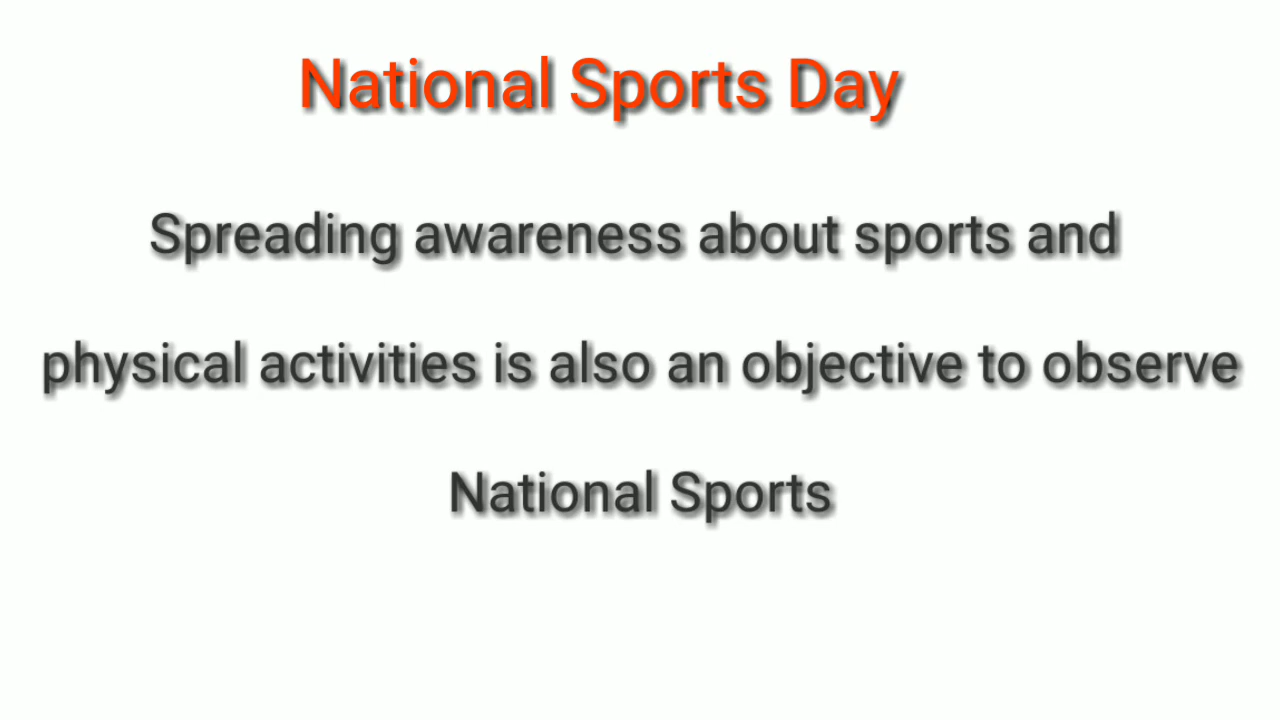 National Sports Day
Spreading awareness about sports and
physical activities is also an objective to observe
National Sports